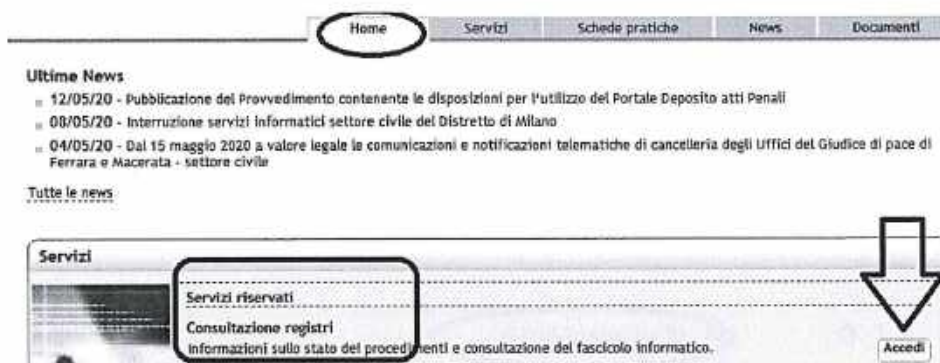 Home Servizi Schede pratiche News Documenti
Ultime News
12/05/20 - Pubblicazione del Provvedimento contenente le disposizioni per l'utilizzo del Portale Deposito atti Penali
08/05/20 - Interruzione servizi informatici settore civile del Distretto di Milano
04/05/20 - Dal 15 maggio 2020 a valore legale le comunicazioni e notificazioni telematiche di cancelleria degli Uffici del Giudice di pace di
Ferrara e Macerata - settore civile
Tutte le news
Servizi
Servizi riservati
Consultazione registri
Informazioni sullo stato dei procedimenti e consultazione del fascicolo informatico.
Accedi